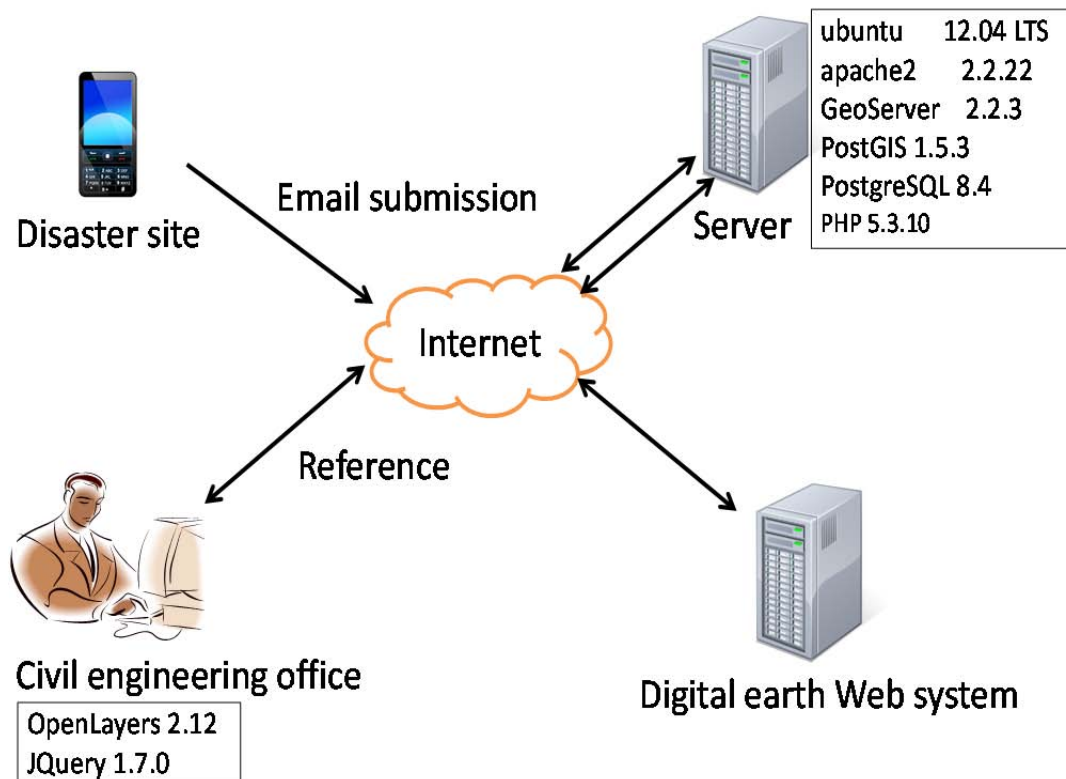 ubuntu 12.04 LTS
apache2 2.2.22
GeoServer 2.2.3
PostGIS 1.5.3
PostgreSQL 8.4
PHP 5.3.10
Server
Email submission
Disaster site
Internet
Reference
Civil engineering office
OpenLayers 2.12
JQuery 1.7.0
Digital earth Web system